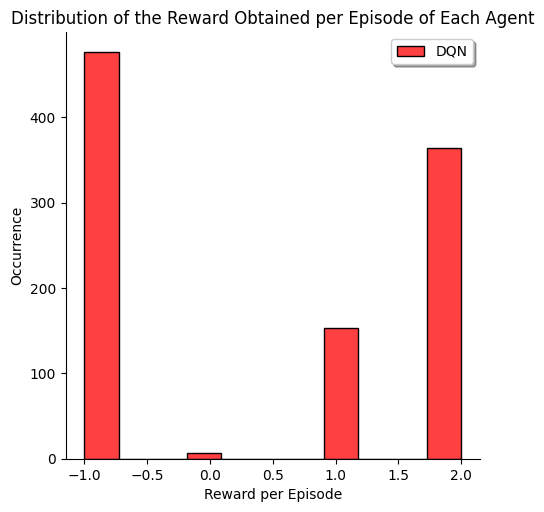 Distribution of the Reward Obtained per Episode of Each Agent
DQN
400
300
200
100
0
Occurrence
−1.0 −0.5 0.0 0.5 1.0 1.5 2.0
Reward per Episode